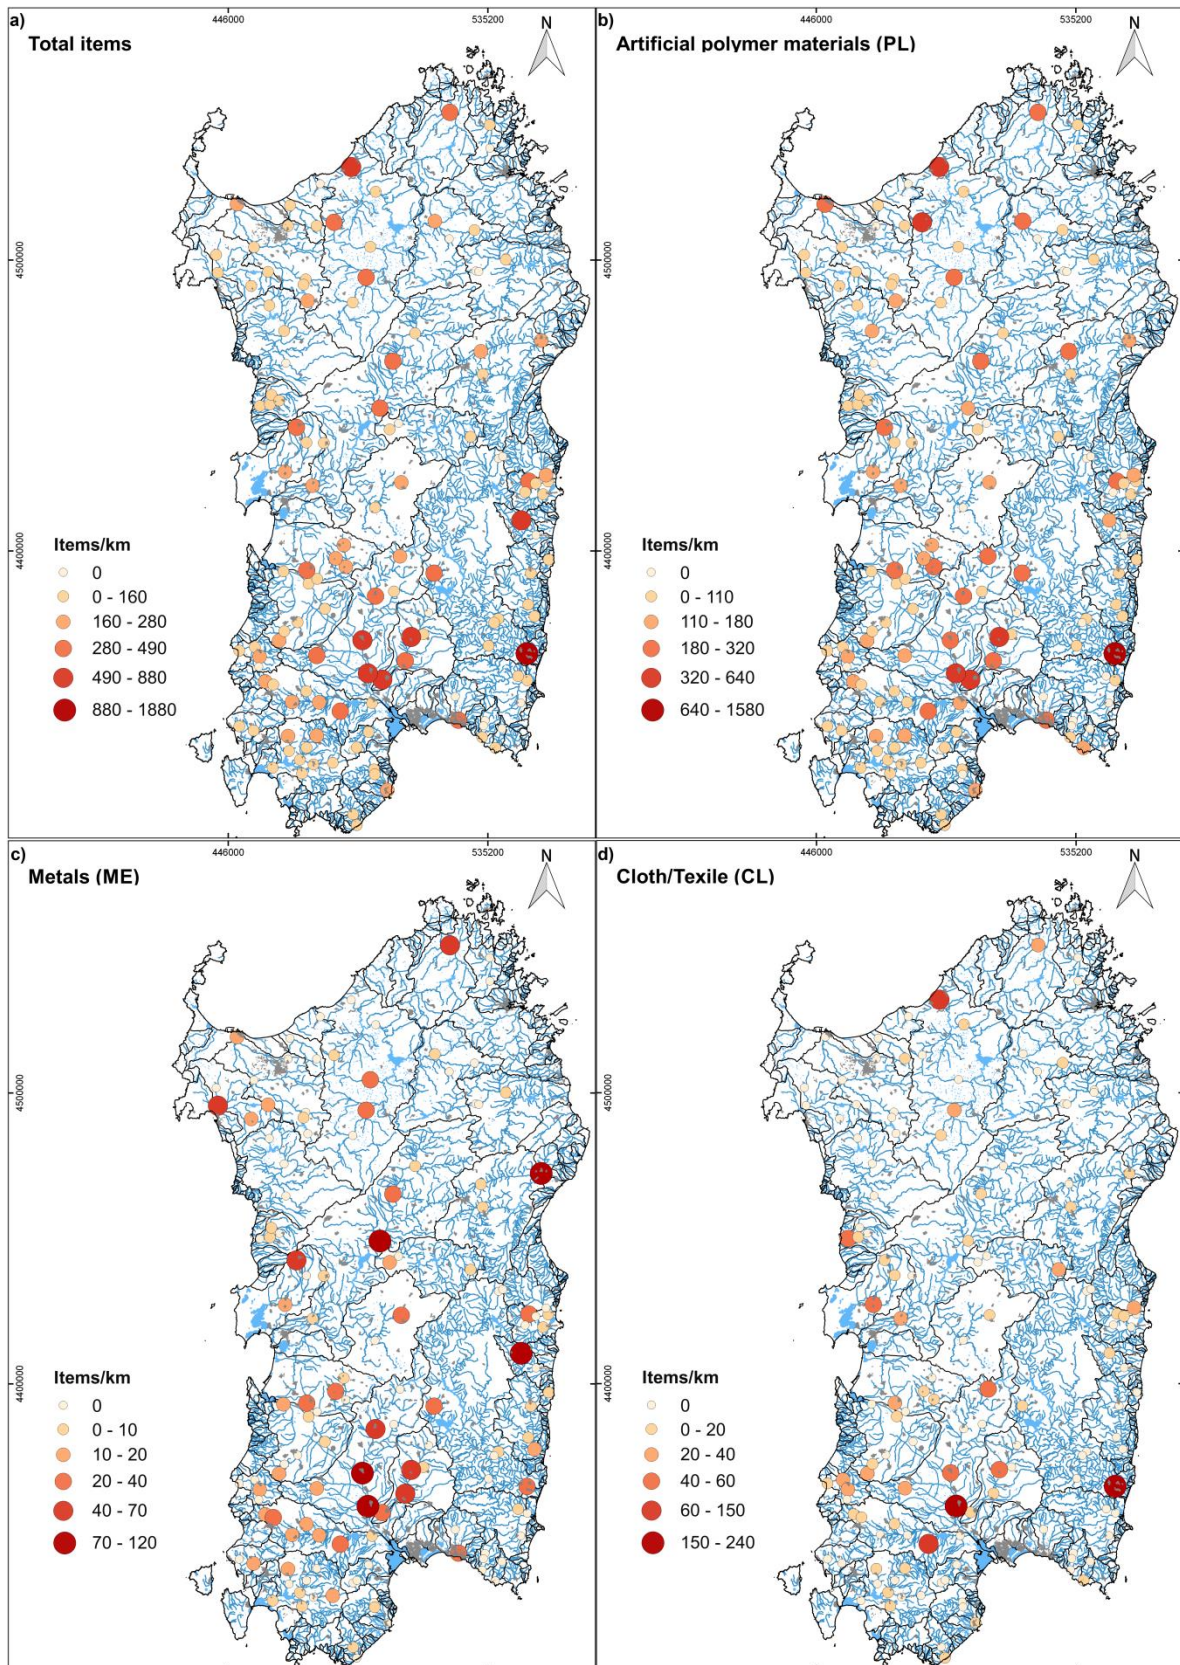 a)
Total items
446000
535200
N
4500000
4400000
Items/km
0
0 - 160
160 - 280
280 - 490
490 - 880
880 - 1880
b)
Artificial polymer materials (PL)
446000
535200
N
4500000
4400000
Items/km
0
0 - 110
110 - 180
180 - 320
320 - 640
640 - 1580
c)
Metals (ME)
446000
535200
N
4500000
4400000
Items/km
0
0 - 10
10 - 20
20 - 40
40 - 70
70 - 120
d)
Cloth/Texile (CL)
446000
535200
N
4500000
4400000
Items/km
0
0 - 20
20 - 40
40 - 60
60 - 150
150 - 240